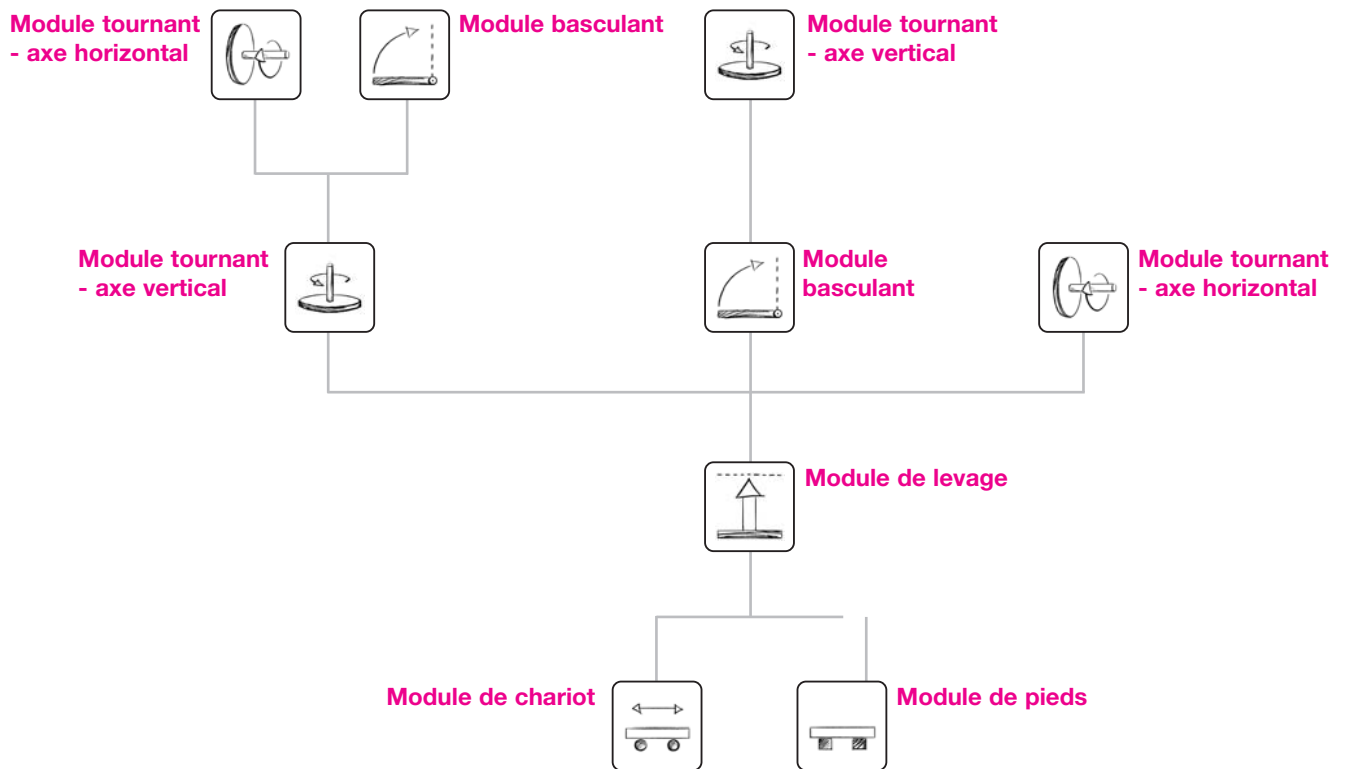 Module tournant
- axe horizontal
Module basculant
Module tournant
- axe vertical
Module tournant
- axe vertical
Module
basculant
Module tournant
- axe horizontal
Module de levage
Module de chariot
Module de pieds